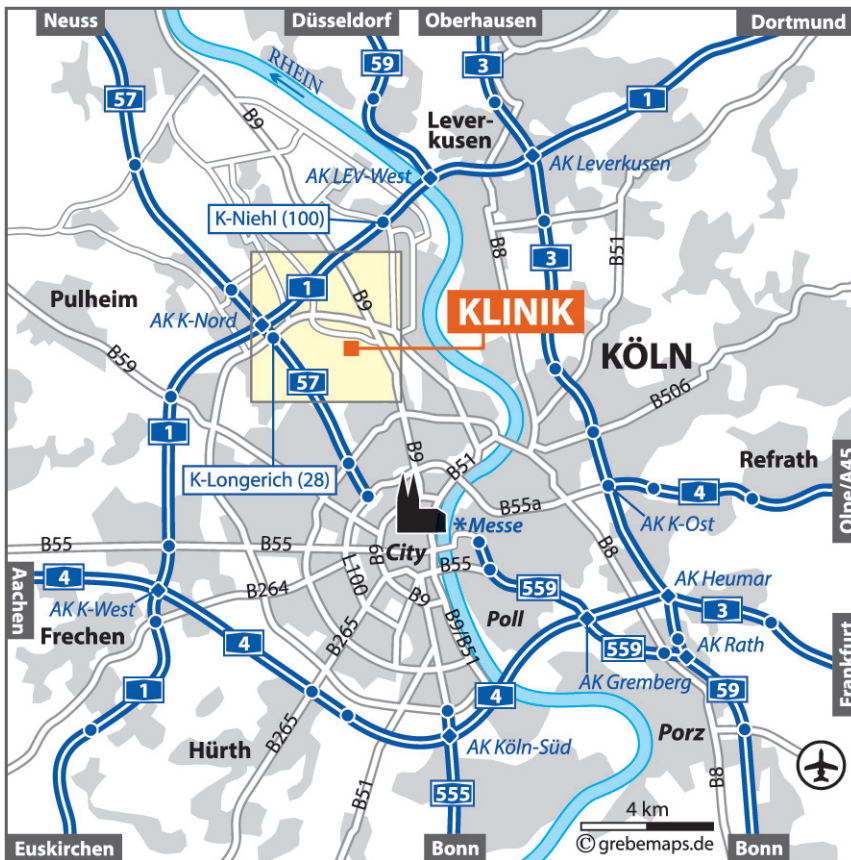 Neuss
Düsseldorf
Oberhausen
Dortmund
59
3
RHEIN
57
B9
1
Lever-
kusen
AK LEV-West
AK Leverkusen
K-Niehl (100)
B8
B51
3
1
B9
Pulheim
AK K-Nord
KLINIK
KÖLN
B59
57
B506
1
B9
B51
Refrath
K-Longerich (28)
B55a
4
Olpe/A45
*Messe
AK K-Ost
B55
B55
City
B9
L100
B55
B8
Aachen
4
B264
559
AK Heumar
AK K-West
B9
3
Poll
Frechen
B265
B9/B51
AK Rath
4
559
Frankfurt
AK Gremberg
1
4
59
B265
Hürth
AK Köln-Süd
Porz
B51
B8
555
4 km
© grebemaps.de
Euskirchen
Bonn
Bonn